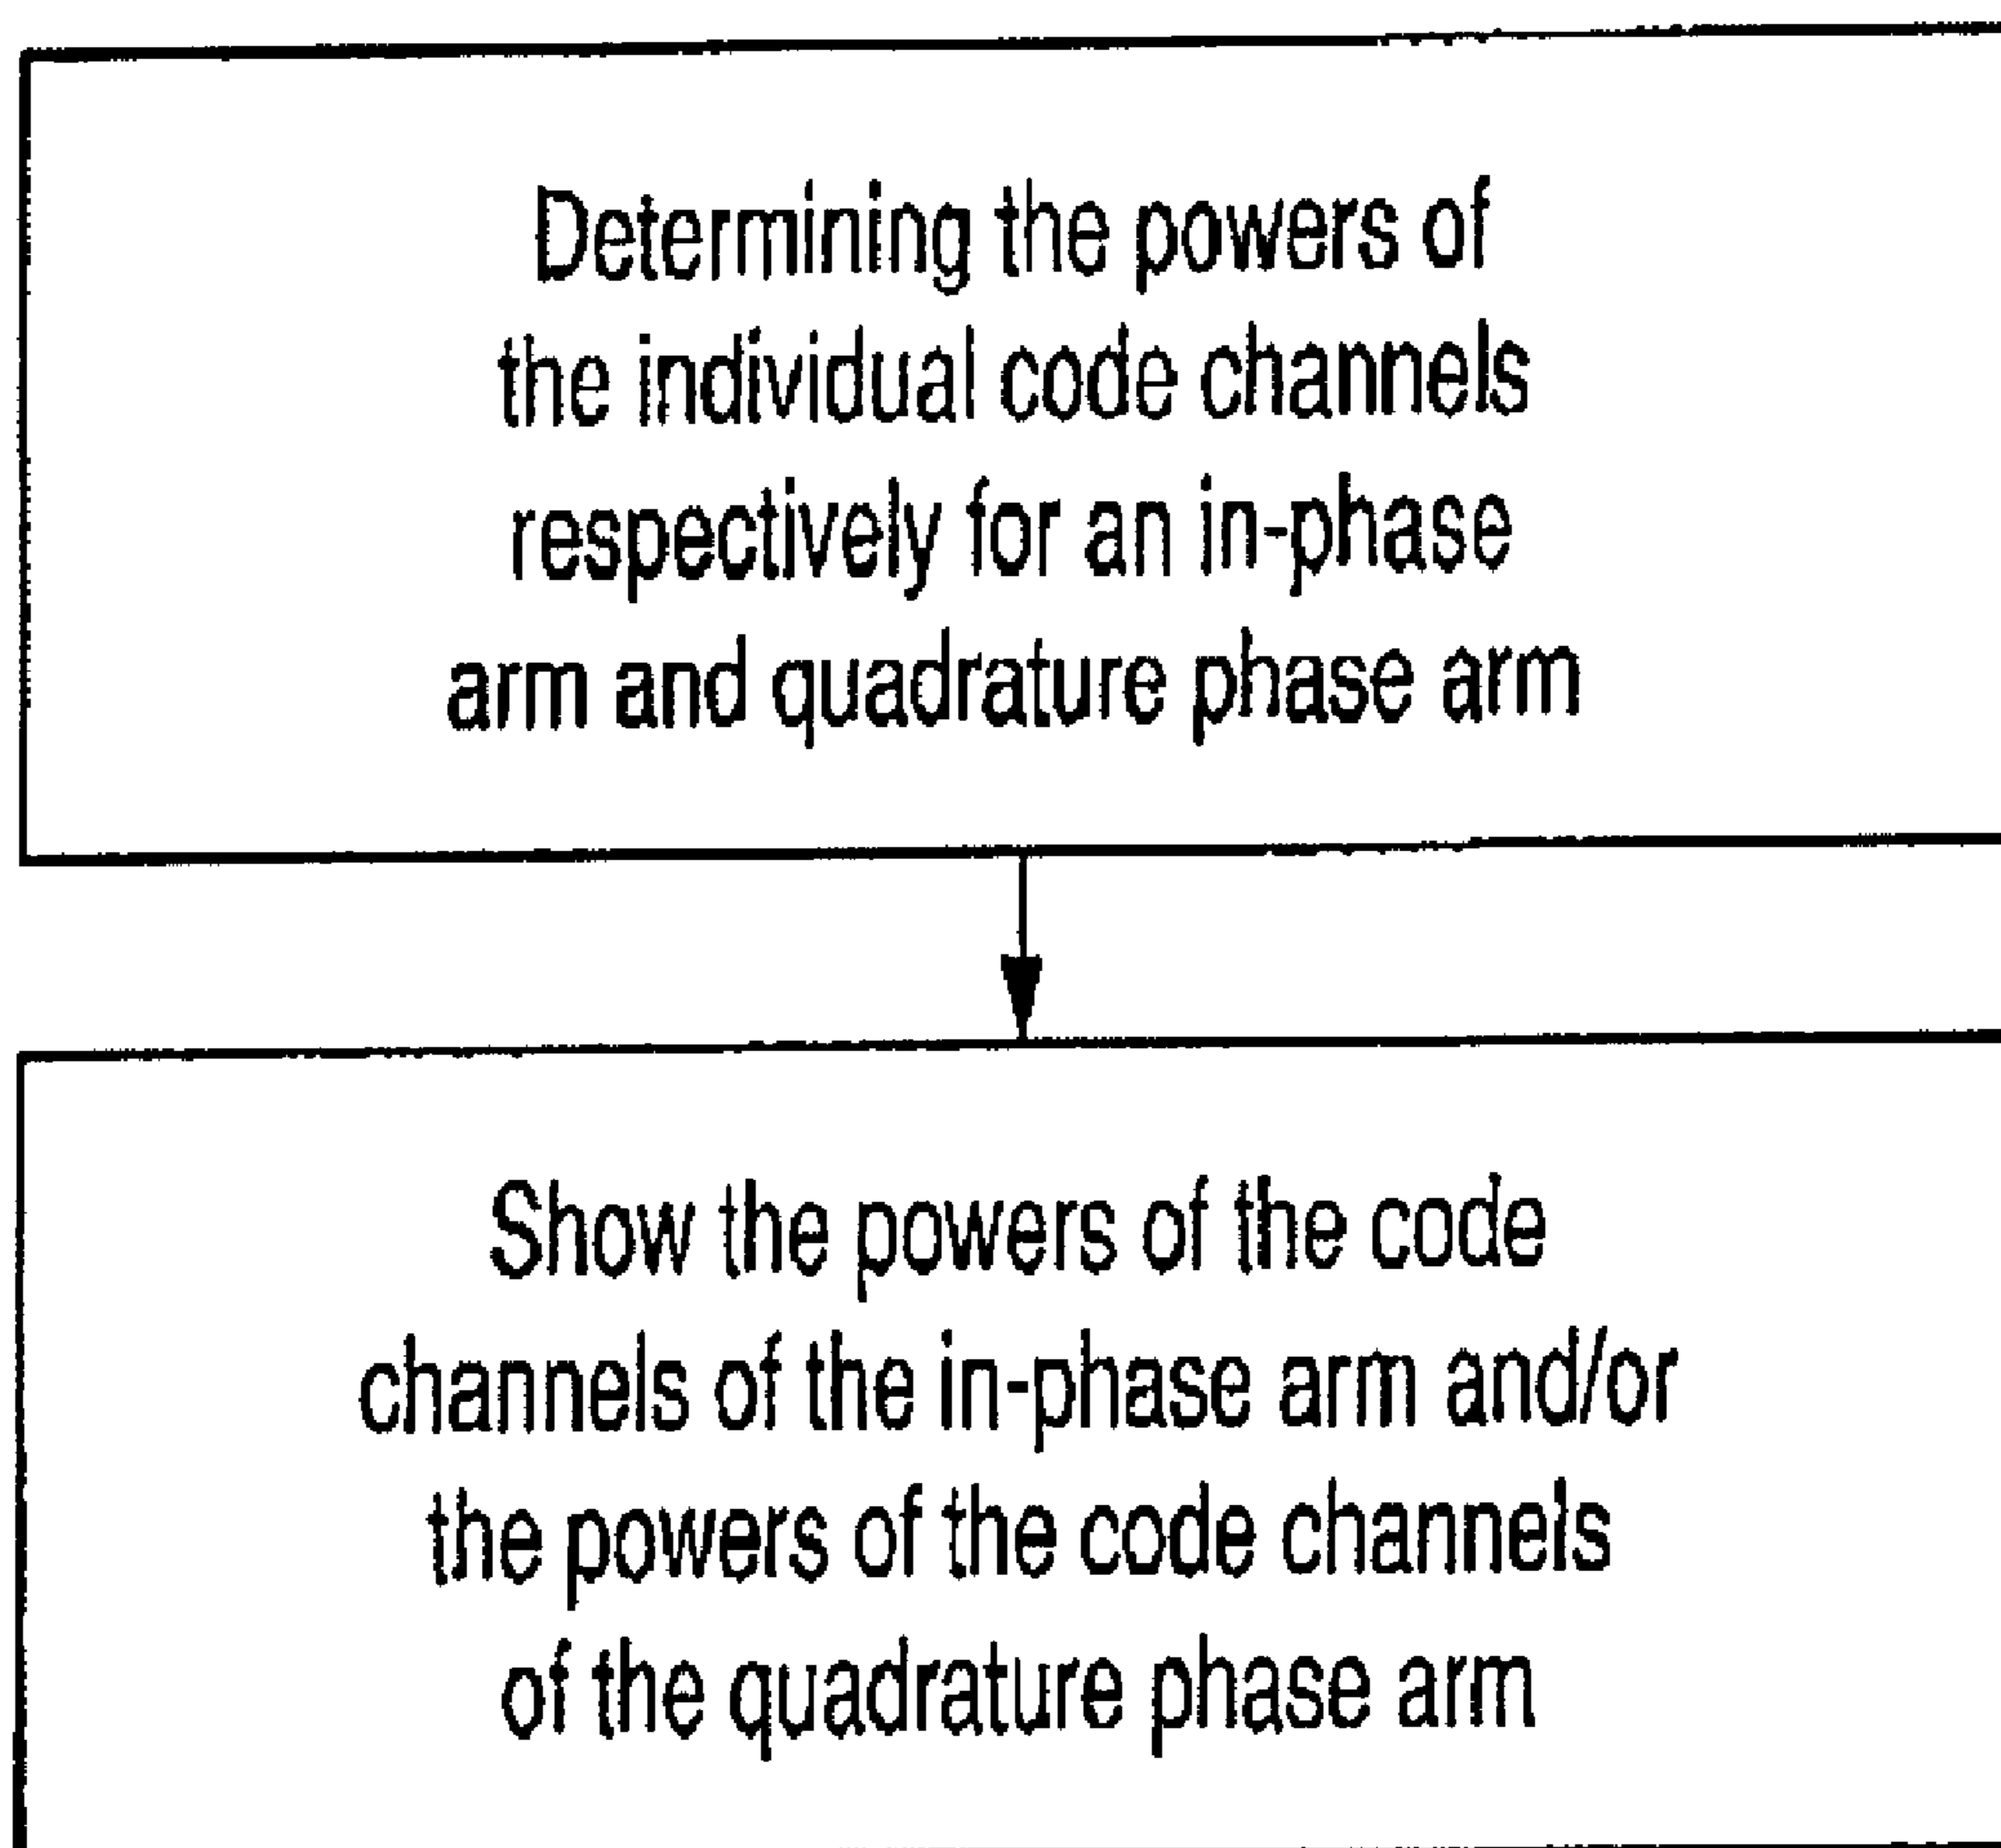 Determining the powers of
the individual code channels
respectively for an in-phase
arm and quadrature phase arm
Show the powers of the code
channels of the in-phase arm and/or
the powers of the code channels
of the quadrature phase arm